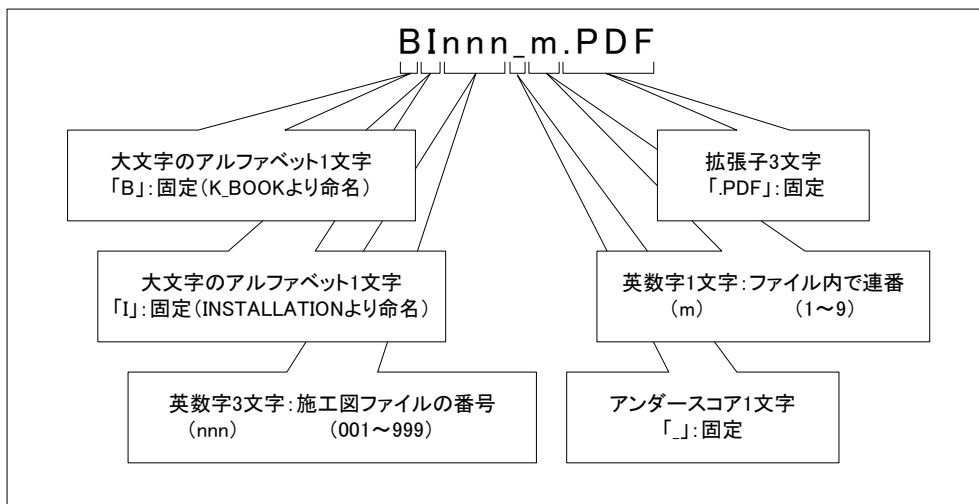 BInnn_m.PDF
大文字のアルファベット1文字
「B」:固定(K_BOOKより命名)
拡張子3文字
「.PDF」:固定
大文字のアルファベット1文字
「I」:固定(INSTALLATIONより命名)
英数字1文字:ファイル内で連番
(m) (1~9)
英数字3文字:施工図ファイルの番号
(nnn) (001~999)
アンダースコア1文字
「_」:固定